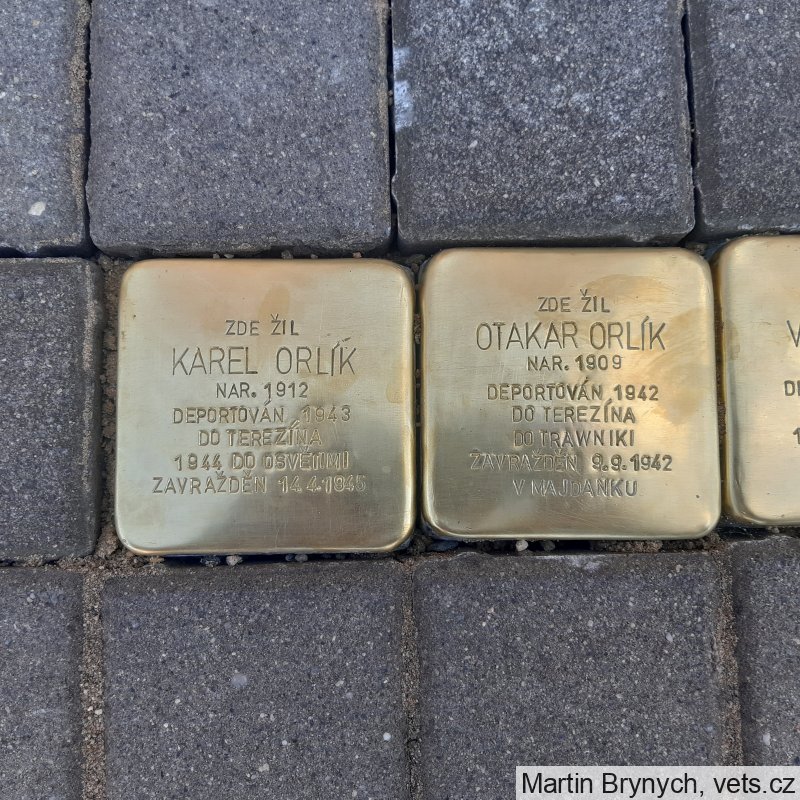 ZDE ŽIL
KAREL ORLÍK
NAR. 1912
DEPORTOVÁN 1943
DO TEREZÍNA
1944 DO OSVĚTIMI
ZAVRAŽDĚN 14.4.1945
ZDE ŽIL
OTAKAR ORLÍK
NAR. 1909
DEPORTOVÁN 1942
DO TEREZÍNA
DO TRAWNIKI
ZAVRAŽDĚN 9.9.1942
V MAJDANKU
Martin Brynych, vets.cz